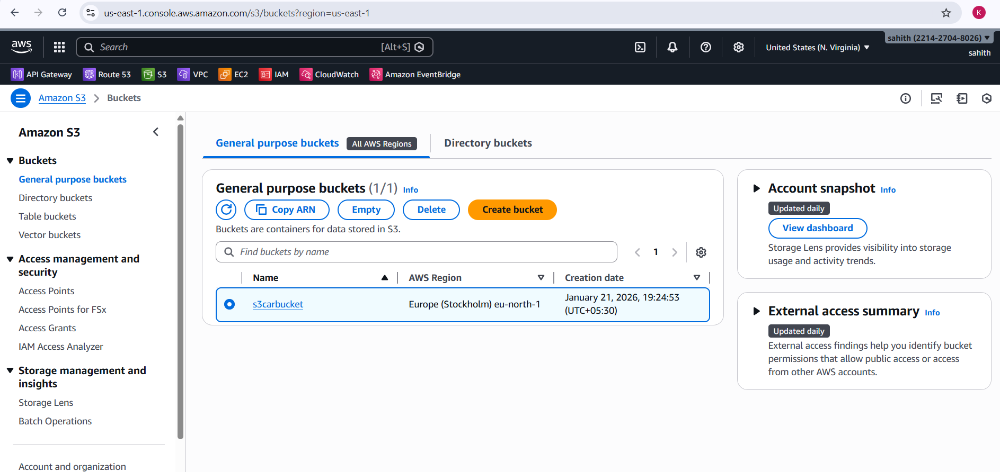 us-east-1.console.aws.amazon.com/s3/buckets?region=us-east-1
K
aws
Search
[Alt+S]
United States (N. Virginia)
sahith (2214-2704-8026)
sahith
API Gateway
Route 53
S3
VPC
EC2
IAM
CloudWatch
Amazon EventBridge
Amazon S3
Buckets
Amazon S3
Buckets
General purpose buckets
Directory buckets
Table buckets
Vector buckets
Access management and
security
Access Points
Access Points for FSx
Access Grants
IAM Access Analyzer
Storage management and
insights
Storage Lens
Batch Operations
Account and organization
General purpose buckets
All AWS Regions
Directory buckets
General purpose buckets (1/1) Info
Copy ARN
Empty
Delete
Create bucket
Buckets are containers for data stored in S3.
Find buckets by name
1
Name
AWS Region
Creation date
s3carbucket
Europe (Stockholm) eu-north-1
January 21, 2026, 19:24:53
(UTC+05:30)
Account snapshot Info
Updated daily
View dashboard
Storage Lens provides visibility into storage
usage and activity trends.
External access summary Info
Updated daily
External access findings help you identify bucket
permissions that allow public access or access
from other AWS accounts.